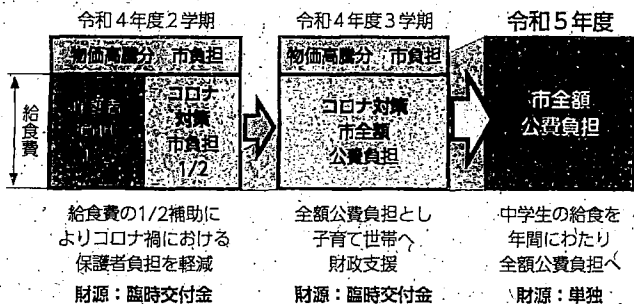 令和4年度2学期
物価高騰分 市負担
給食費
コロナ
対策
市負担
1/2
給食費の1/2補助に
よりコロナ禍における
保護者負担を軽減
財源：臨時交付金
令和4年度3学期
物価高騰分 市負担
コロナ対策
市全額
公費負担
全額公費負担とし
子育て世帯へ
財政支援
財源：臨時交付金
令和5年度
市全額
公費負担
中学生の給食を
年間にわたり
全額公費負担へ
財源：単独